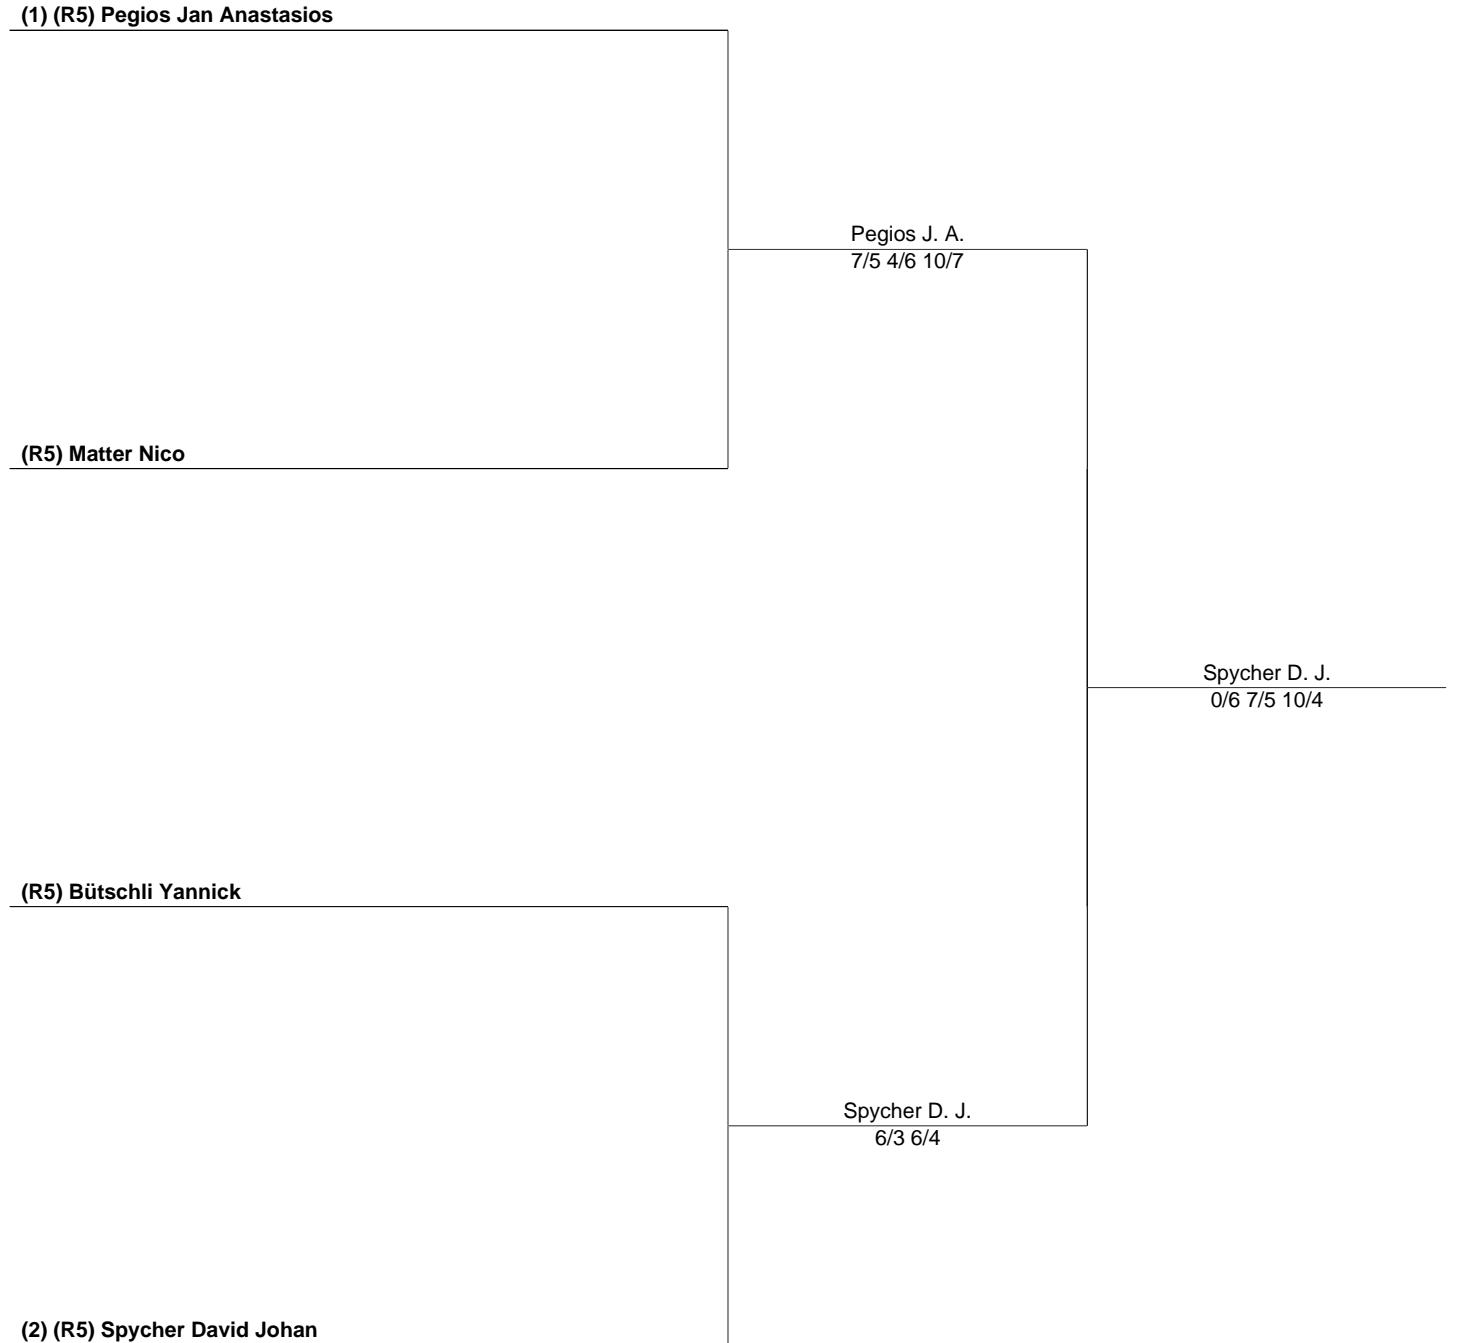 (1) (R5) Pegios Jan Anastasios
Pegios J. A.
7/5 4/6 10/7
(R5) Matter Nico
Spycher D. J.
0/6 7/5 10/4
(R5) Bütschli Yannick
Spycher D. J.
6/3 6/4
(2) (R5) Spycher David Johan